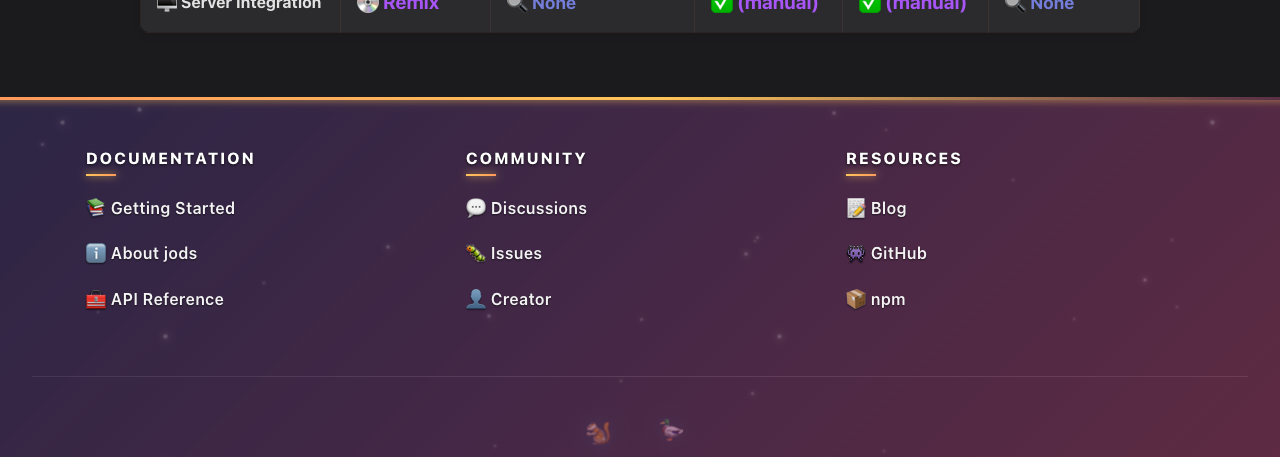 Server Integration Remix None (manual) (manual) None
DOCUMENTATION
Getting Started
About jods
API Reference
COMMUNITY
Discussions
Issues
Creator
RESOURCES
Blog
GitHub
npm